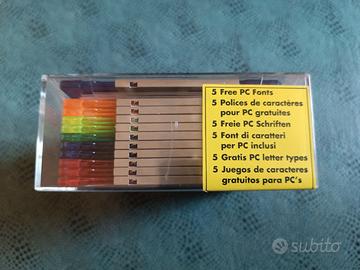 5 Free PC Fonts
5 Polices de caractères
pour PC gratuites
5 Freie PC Schriften
5 Font di caratteri
per PC inclusi
5 Gratis PC letter types
5 Juegos de caracteres
gratuitos para PC's
subito